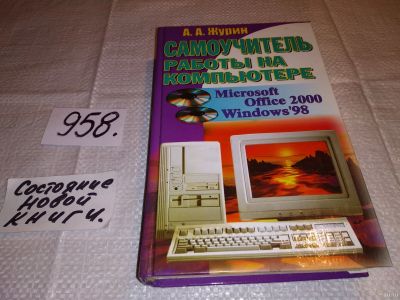 А. А. Журин
САМОУЧИТЕЛЬ
РАБОТЫ НА
КОМПЬЮТЕРЕ
Microsoft
Office 2000
Windows'98
958.
Состояние
новой
книги.